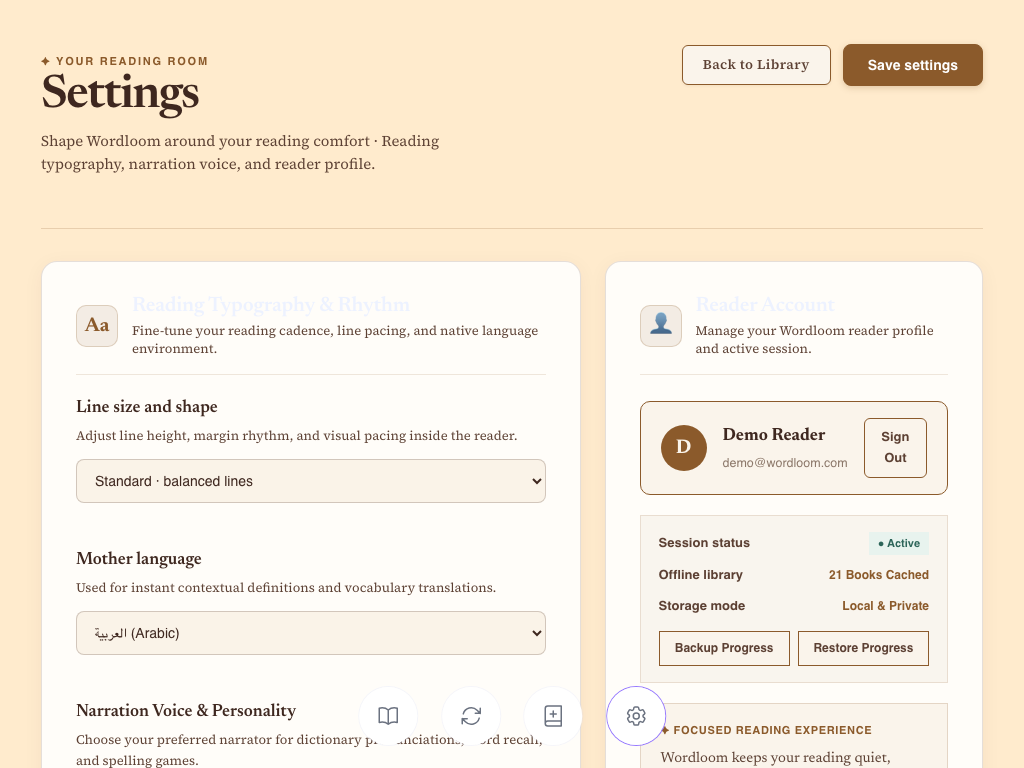 ✦ YOUR READING ROOM
Settings
Shape Wordloom around your reading comfort · Reading
typography, narration voice, and reader profile.
Back to Library
Save settings
Aa
Reading Typography & Rhythm
Fine-tune your reading cadence, line pacing, and native language
environment.
Line size and shape
Adjust line height, margin rhythm, and visual pacing inside the reader.
Standard · balanced lines
Mother language
Used for instant contextual definitions and vocabulary translations.
العربية (Arabic)
Narration Voice & Personality
Choose your preferred narrator for dictionary
and spelling games.
Reader Account
Manage your Wordloom reader profile
and active session.
D
Demo Reader
demo@wordloom.com
Sign
Out
Session status
● Active
Offline library
21 Books Cached
Storage mode
Local & Private
Backup Progress
Restore Progress
✦ FOCUSED READING EXPERIENCE
Wordloom keeps your reading quiet,